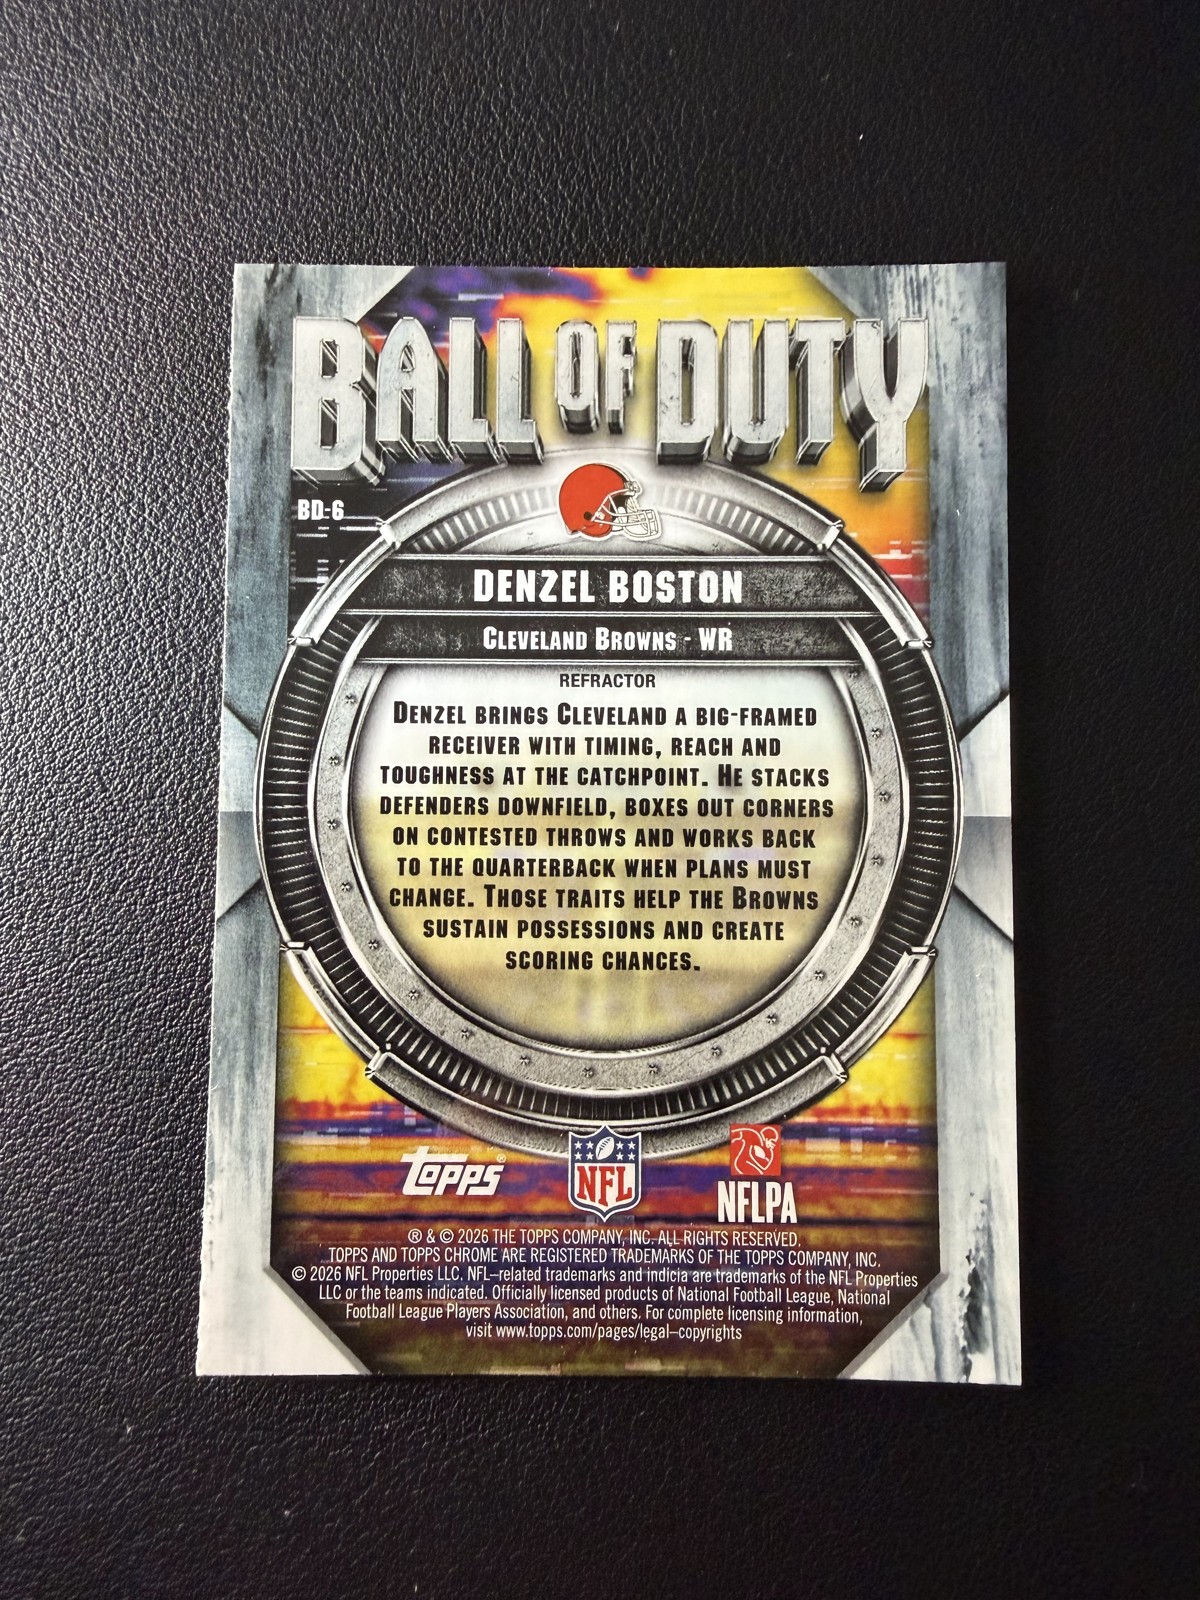 BALL OF DUTY
BD-6
DENZEL BOSTON
CLEVELAND BROWNS - WR
REFRACTOR
DENZEL BRINGS CLEVELAND A BIG-FRAMED
RECEIVER WITH TIMING, REACH AND
TOUGHNESS AT THE CATCHPOINT. HE STACKS
DEFENDERS DOWNFIELD, BOXES OUT CORNERS
ON CONTESTED THROWS AND WORKS BACK
TO THE QUARTERBACK WHEN PLANS MUST
CHANGE. THOSE TRAITS HELP THE BROWNS
SUSTAIN POSSESSIONS AND CREATE
SCORING CHANCES.
topps® NFL NFLPA
® & © 2026 THE TOPPS COMPANY, INC. ALL RIGHTS RESERVED.
TOPPS AND TOPPS CHROME ARE REGISTERED TRADEMARKS OF THE TOPPS COMPANY, INC.
© 2026 NFL Properties LLC. NFL-related trademarks and indicia are trademarks of the NFL Properties
LLC or the teams indicated. Officially licensed products of National Football League, National
Football League Players Association, and others. For complete licensing information,
visit www.topps.com/pages/legal-copyrights